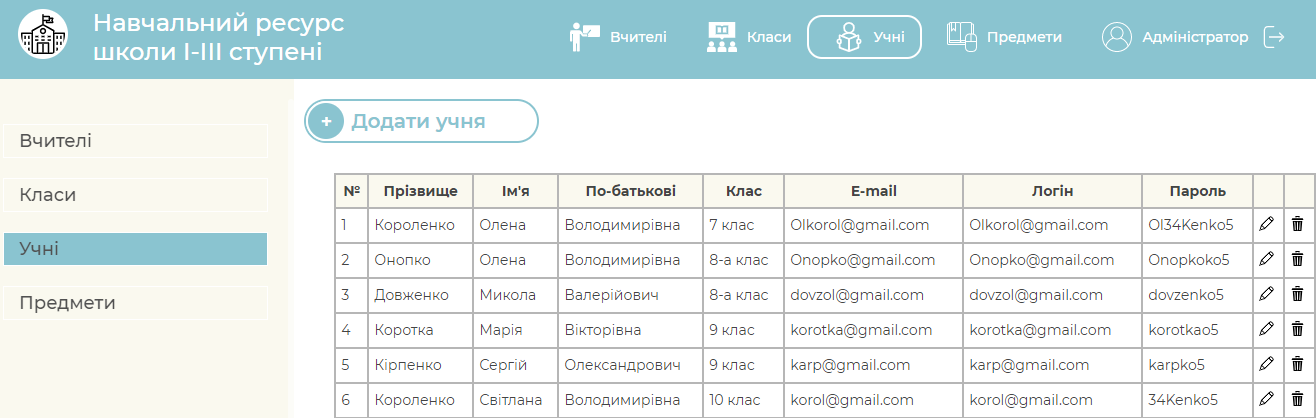 Навчальний ресурс
школи І-ІІІ ступені
Вчителі Класи Учні Предмети Адміністратор
Вчителі
Класи
Учні
Предмети
+ Додати учня
№ Прізвище Ім'я По-батькові Клас E-mail Логін Пароль
1 Короленко Олена Володимирівна 7 клас Olkorol@gmail.com Olkorol@gmail.com Ol34Kenko5
2 Онопко Олена Володимирівна 8-а клас Onopko@gmail.com Onopko@gmail.com Onopkoko5
3 Довженко Микола Валерійович 8-а клас dovzol@gmail.com dovzol@gmail.com dovzenko5
4 Коротка Марія Вікторівна 9 клас korotka@gmail.com korotka@gmail.com korotkao5
5 Кірпенко Сергій Олександрович 9 клас karp@gmail.com karp@gmail.com karpko5
6 Короленко Світлана Володимирівна 10 клас korol@gmail.com korol@gmail.com 34Kenko5